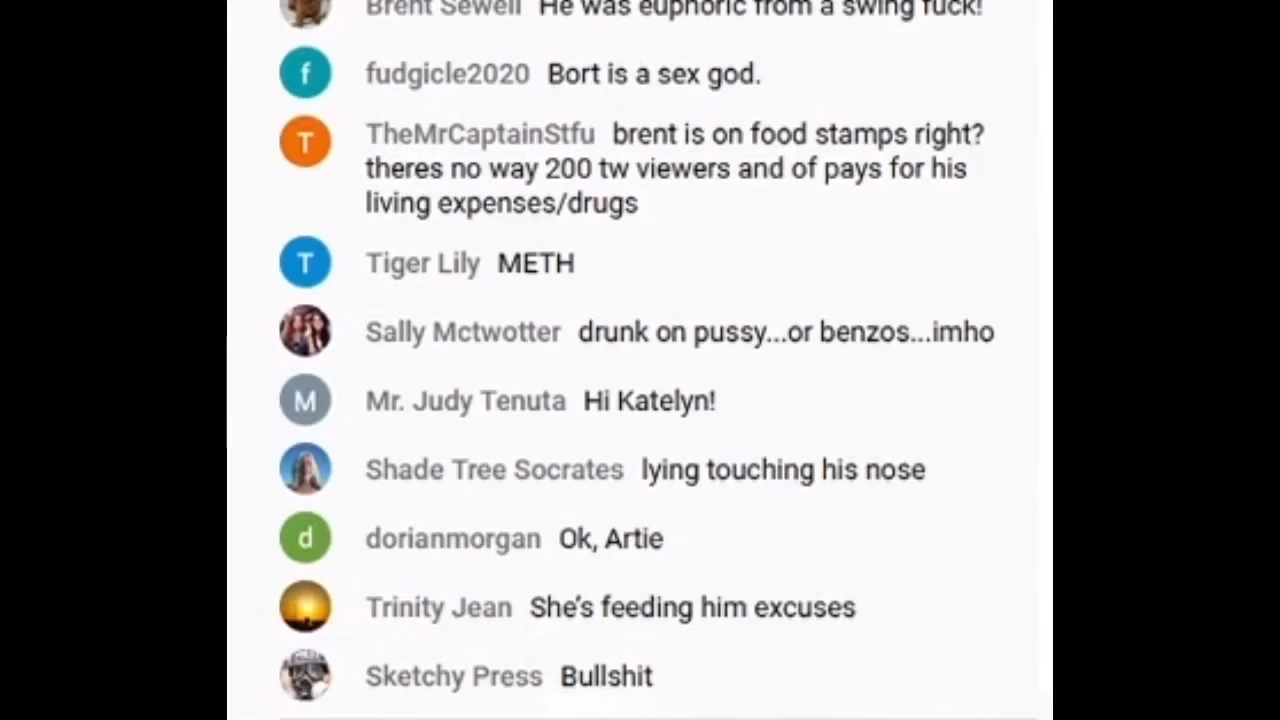 Brent Sewell He was euphoric from a swing fuck!
f fudgicle2020 Bort is a sex god.
T TheMrCaptainStfu brent is on food stamps right?
theres no way 200 tw viewers and of pays for his
living expenses/drugs
T Tiger Lily METH
Sally Mctwotter drunk on pussy...or benzos...imho
M Mr. Judy Tenuta Hi Katelyn!
Shade Tree Socrates lying touching his nose
d dorianmorgan Ok, Artie
Trinity Jean She's feeding him excuses
Sketchy Press Bullshit